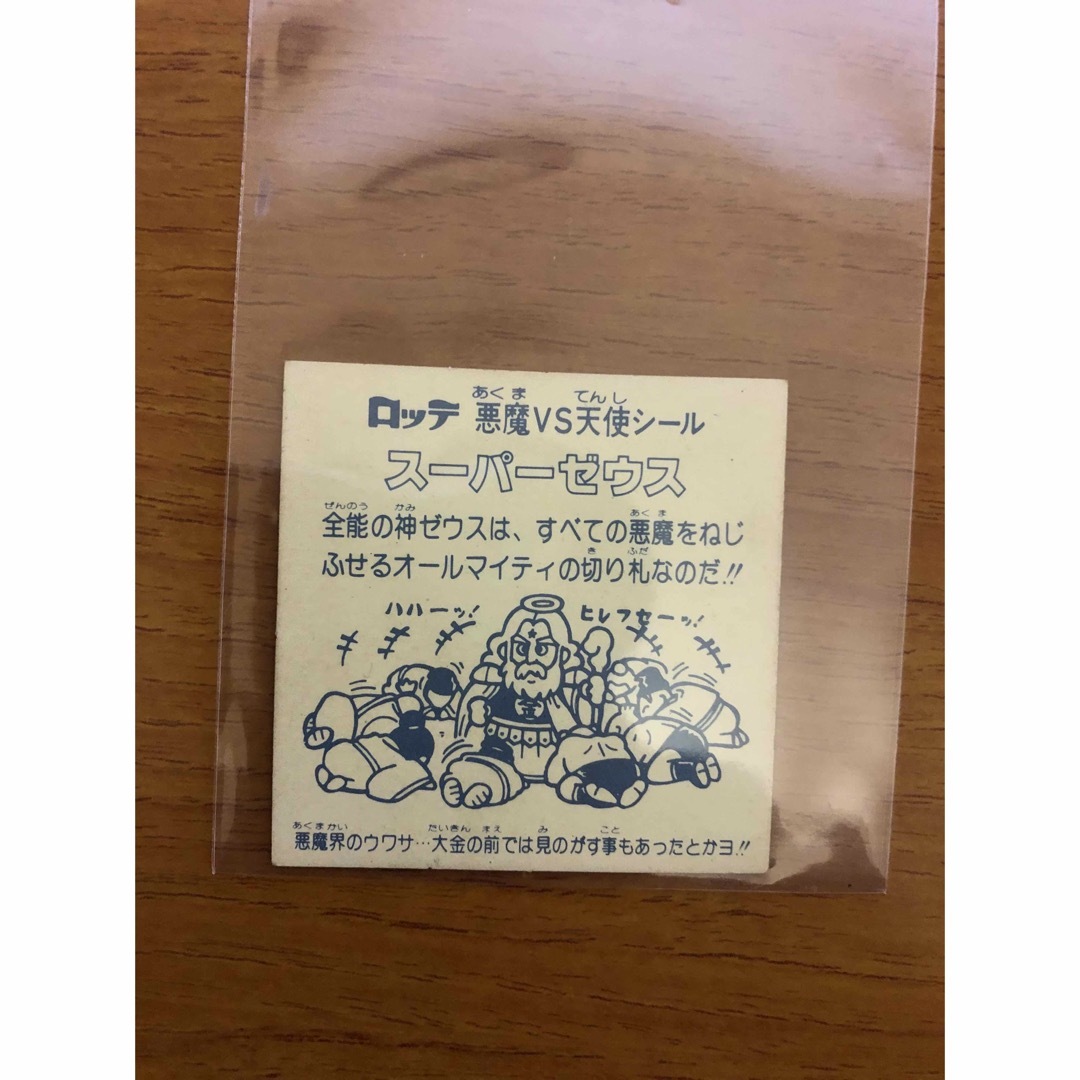 あくま てんし
ロッテ 悪魔VS天使シール
スーパーゼウス
ぜんのう かみ あくま
全能の神ゼウスは、すべての悪魔をねじ
き ふだ
ふせるオールマイティの切り札なのだ!!
ハハーッ! ヒレフセーッ!
金
あくまかい たいきん まえ み こと
悪魔界のウワサ…大金の前では見のがす事もあったとかヨ!!